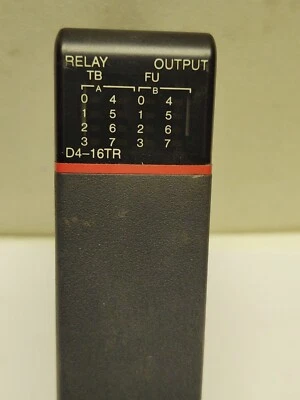 RELAY OUTPUT
TB FU
A B
0 4 0 4
1 5 1 5
2 6 2 6
3 7 3 7
D4-16TR